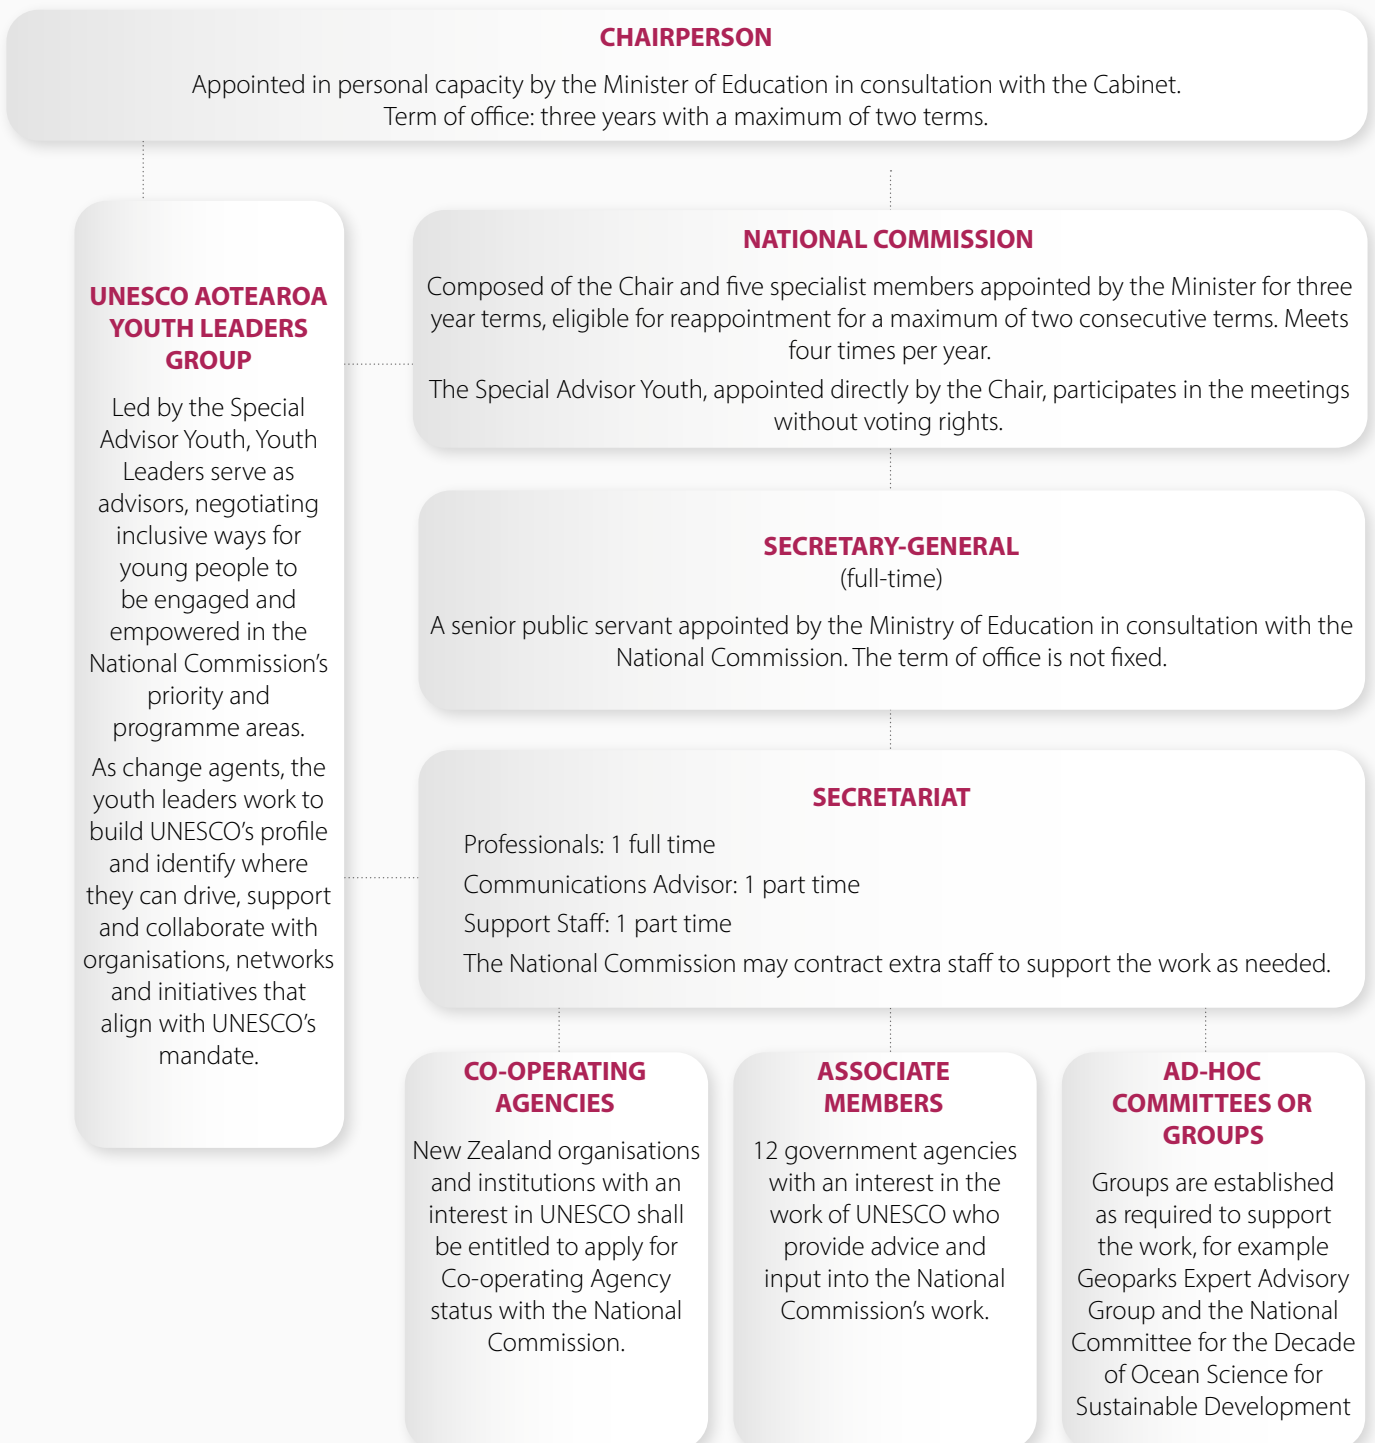 CHAIRPERSON
Appointed in personal capacity by the Minister of Education in consultation with the Cabinet.
Term of office: three years with a maximum of two terms.
UNESCO AOTEAROA
YOUTH LEADERS
GROUP
Led by the Special
Advisor Youth, Youth
Leaders serve as
advisors, negotiating
inclusive ways for
young people to
be engaged and
empowered in the
National Commission’s
priority and
programme areas.
As change agents, the
youth leaders work to
build UNESCO’s profile
and identify where
they can drive, support
and collaborate with
organisations, networks
and initiatives that
align with UNESCO’s
mandate.
NATIONAL COMMISSION
Composed of the Chair and five specialist members appointed by the Minister for three
year terms, eligible for reappointment for a maximum of two consecutive terms. Meets
four times per year.
The Special Advisor Youth, appointed directly by the Chair, participates in the meetings
without voting rights.
SECRETARY-GENERAL
(full-time)
A senior public servant appointed by the Ministry of Education in consultation with the
National Commission. The term of office is not fixed.
SECRETARIAT
Professionals: 1 full time
Communications Advisor: 1 part time
Support Staff: 1 part time
The National Commission may contract extra staff to support the work as needed.
CO-OPERATING
AGENCIES
New Zealand organisations
and institutions with an
interest in UNESCO shall
be entitled to apply for
Co-operating Agency
status with the National
Commission.
ASSOCIATE
MEMBERS
12 government agencies
with an interest in the
work of UNESCO who
provide advice and
input into the National
Commission’s work.
AD-HOC
COMMITTEES OR
GROUPS
Groups are established
as required to support
the work, for example
Geoparks Expert Advisory
Group and the National
Committee for the Decade
of Ocean Science for
Sustainable Development